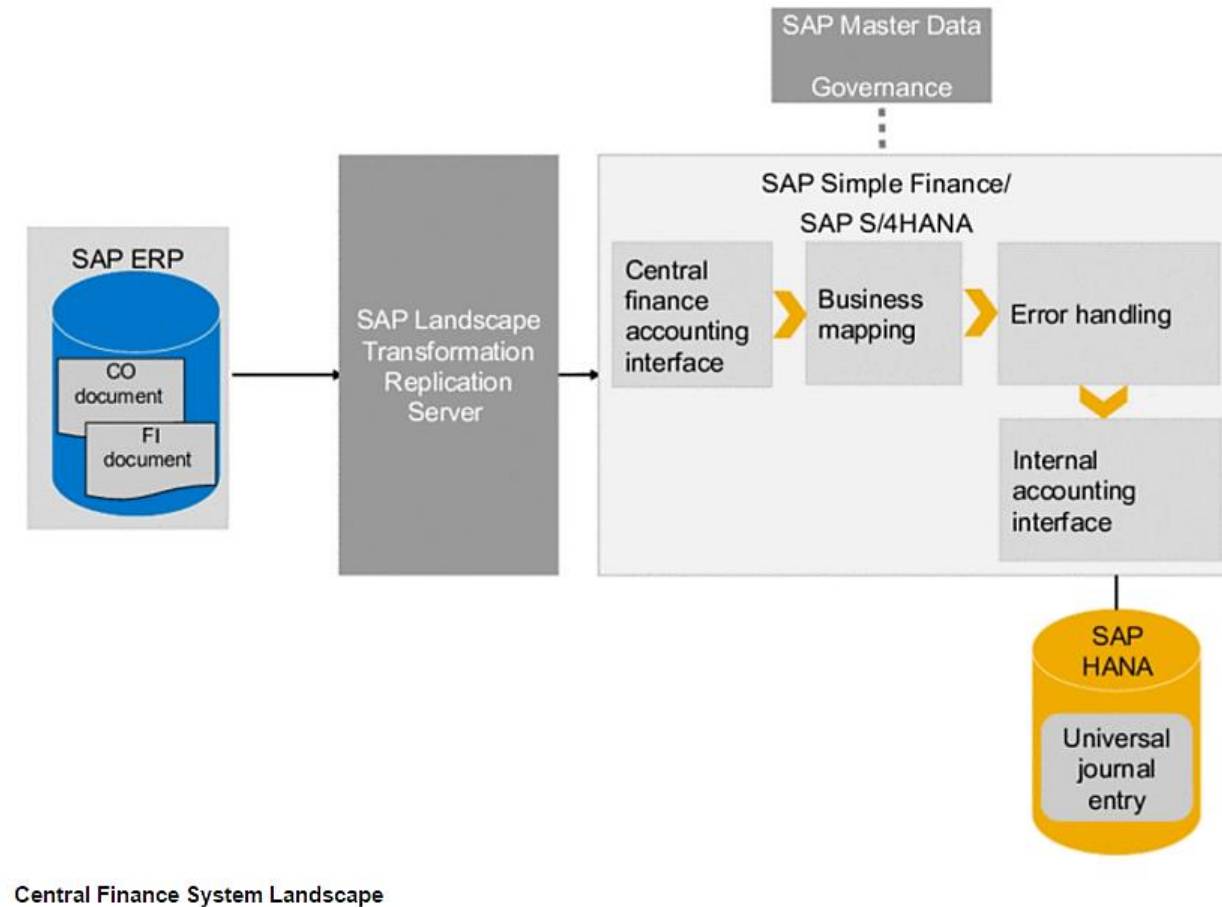 SAP Master Data
Governance
SAP Simple Finance/
SAP S/4HANA
SAP ERP
CO
document
FI
document
SAP Landscape
Transformation
Replication
Server
Central
finance
accounting
interface
Business
mapping
Error handling
Internal
accounting
interface
SAP
HANA
Universal
journal
entry
Central Finance System Landscape